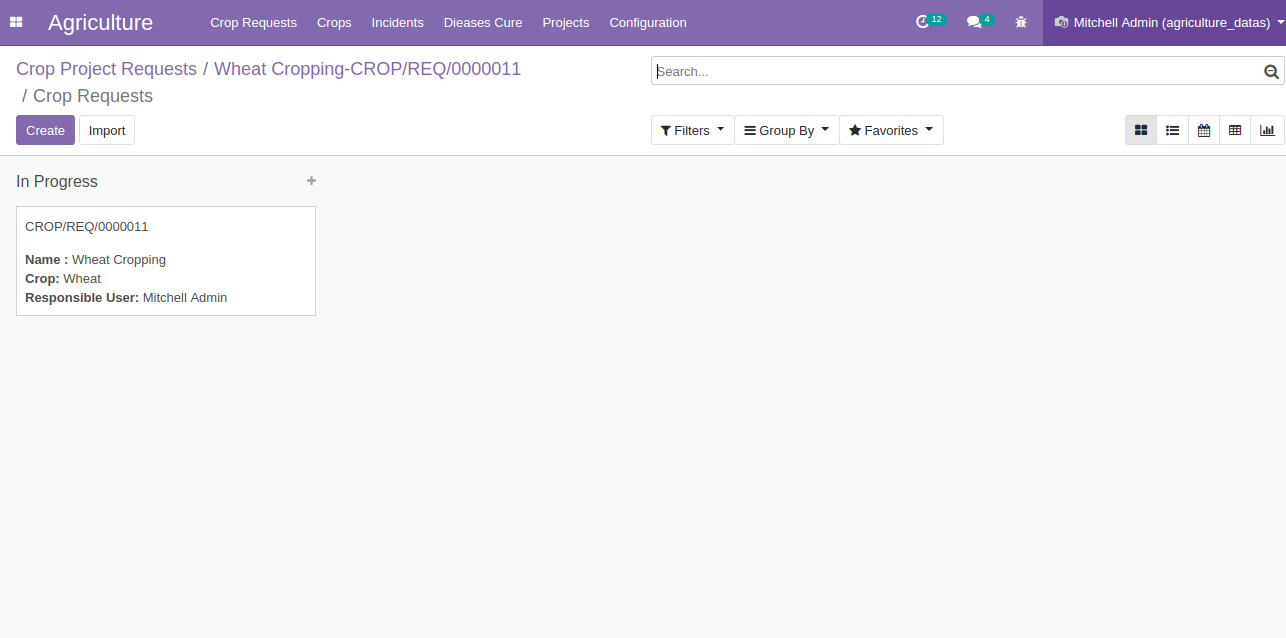 Agriculture
Crop Requests Crops Incidents Dieases Cure Projects Configuration
12 4 Mitchell Admin (agriculture_datas)
Crop Project Requests / Wheat Cropping-CROP/REQ/0000011
/ Crop Requests
Search...
Create Import
Filters Group By Favorites
In Progress
CROP/REQ/0000011
Name : Wheat Cropping
Crop: Wheat
Responsible User: Mitchell Admin